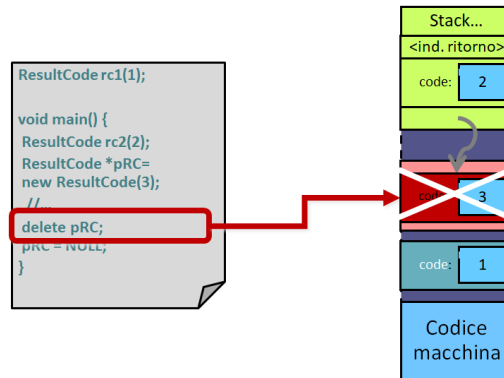 ResultCode rc1(1);
void main() {
ResultCode rc2(2);
ResultCode *pRC=
new ResultCode(3);
//...
delete pRC;
pRC = NULL;
}
Stack...
<ind. ritorno>
code: 2
code: 3
code: 1
Codice
macchina